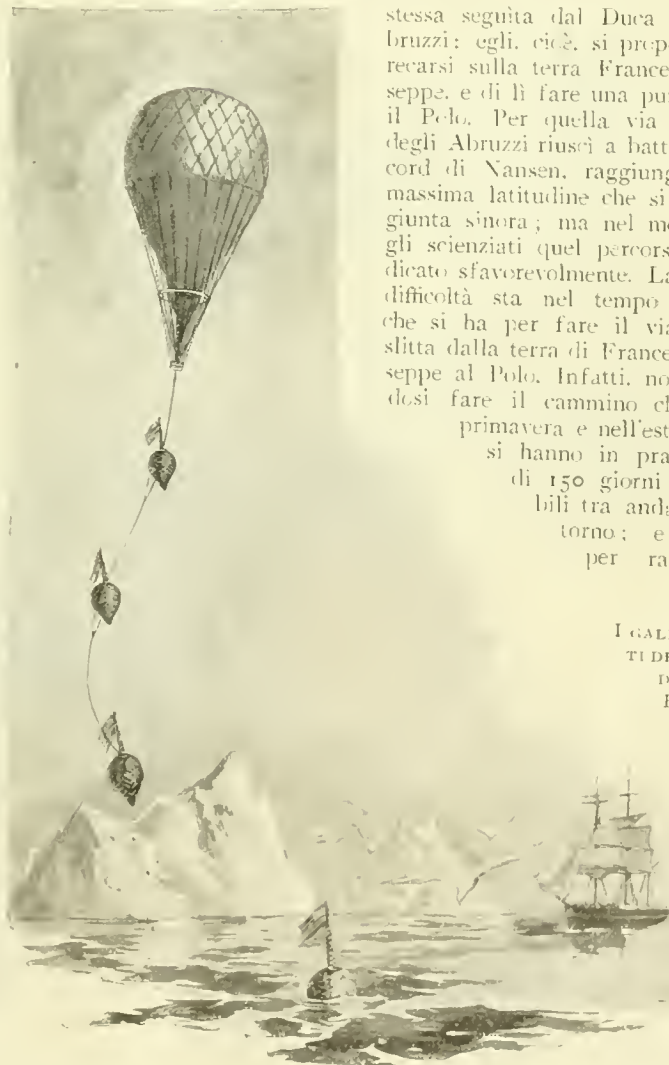 stessa seguìta dal Duca
bruzzi: egli, cioè, si prep
recarsi sulla terra France
seppe, e di lì fare una pu
il Polo. Per quella via
degli Abruzzi riuscì a batt
cord di Nansen, raggiung
massima latitudine che si
giunta sinora; ma nel me
gli scienziati quel percors
dicato sfavorevolmente. La
difficoltà sta nel tempo
che si ha per fare il via
slitta dalla terra di France
seppe al Polo. Infatti, no
dosi fare il cammino cl
primavera e nell'est
si hanno in pra
di 150 giorni
bili tra anda
torno; e
per ra
I GAL
TI DE
D